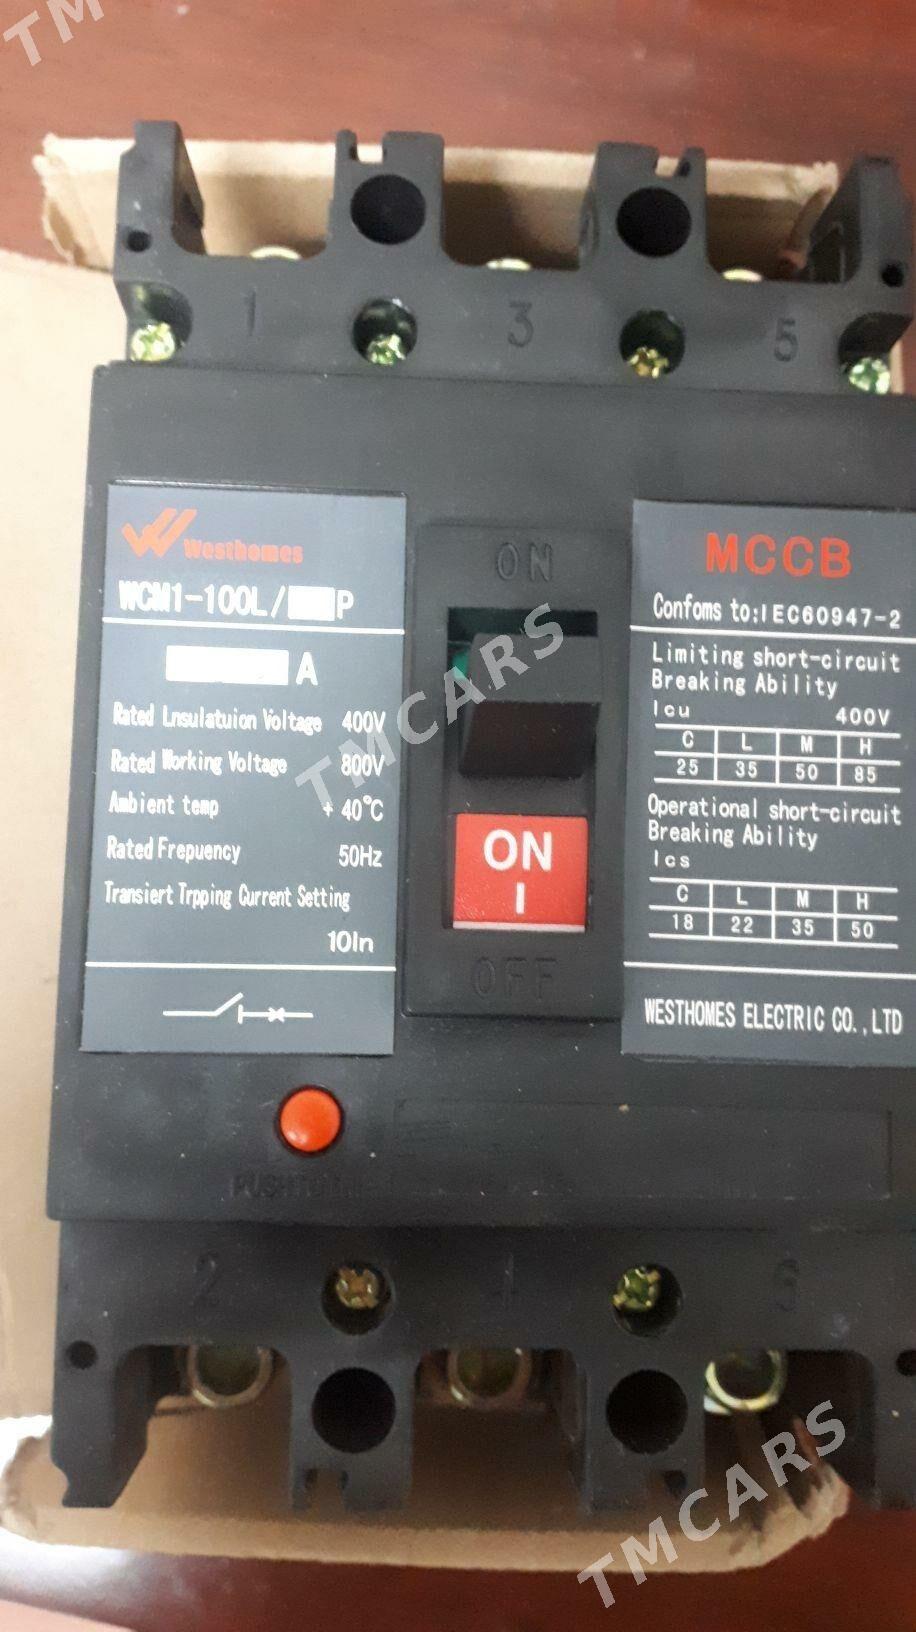 TM
TMCARS
1 3 5
Westhomes
WCM1-100L/ P
A
Rated Lnsulatuion Voltage 400V
Rated Working Voltage 800V
Ambient temp + 40°C
Rated Frepuency 50Hz
Transiert Trpping Current Setting
10In
ON
ON
I
OFF
MCCB
Confoms to:IEC60947-2
Limiting short-circuit
Breaking Ability
Icu 400V
C L M H
25 35 50 85
Operational short-circuit
Breaking Ability
Ics
C L M H
18 22 35 50
WESTHOMES ELECTRIC CO.,LTD
TMCARS
PUSH TO
2 4 6
TMCARS